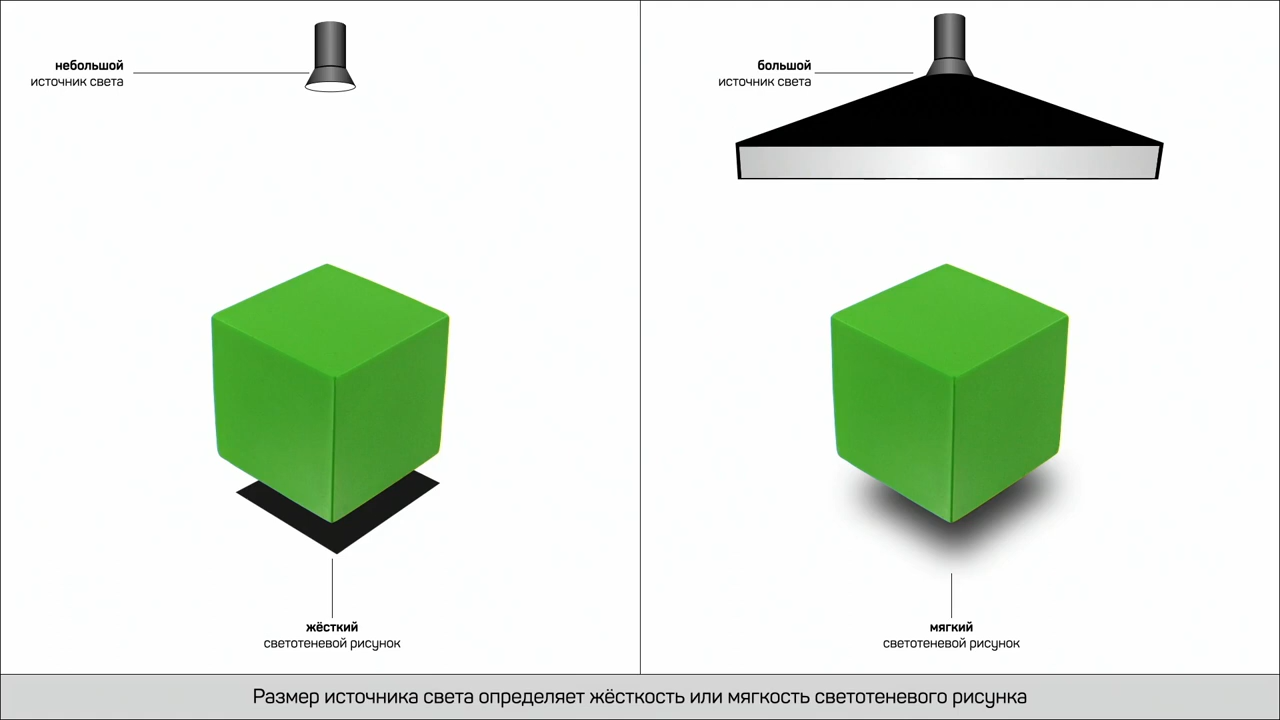 небольшой
источник света
большой
источник света
жёсткий
светотеневой рисунок
мягкий
светотеневой рисунок
Размер источника света определяет жёсткость или мягкость светотеневого рисунка